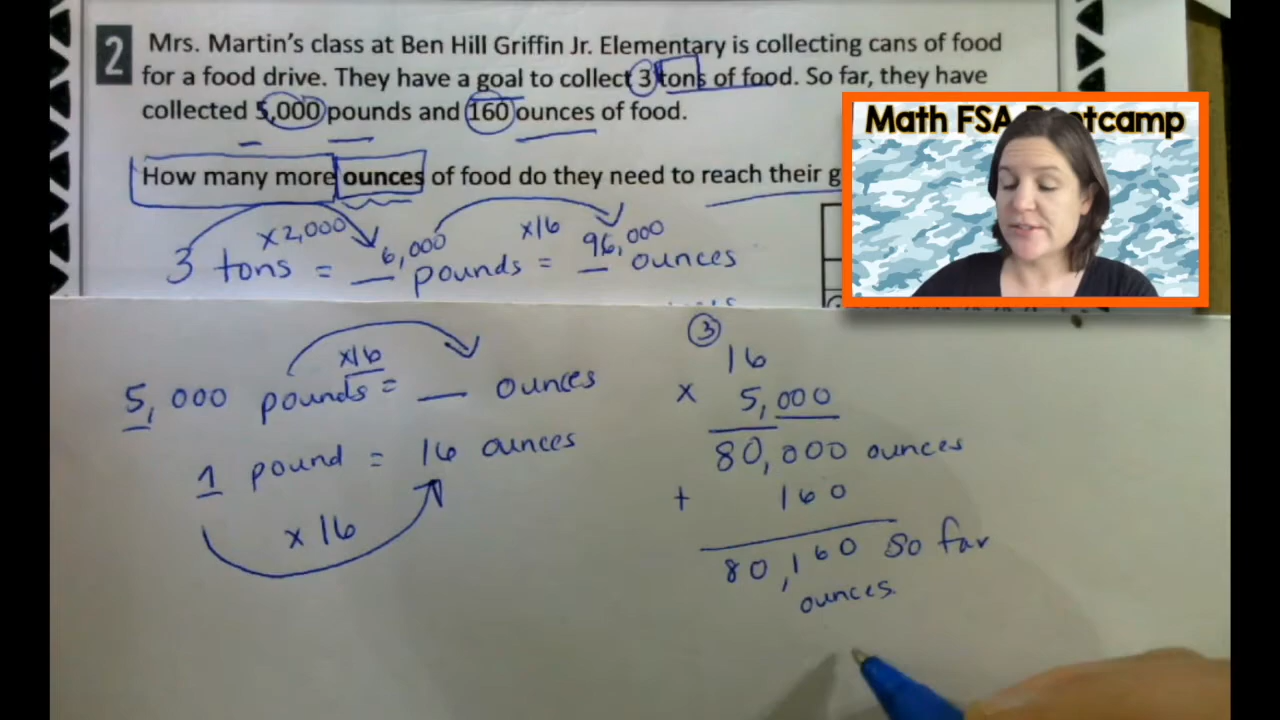 2 Mrs. Martin's class at Ben Hill Griffin Jr. Elementary is collecting cans of food
for a food drive. They have a goal to collect 3 tons of food. So far, they have
collected 5,000 pounds and 160 ounces of food.
How many more ounces of food do they need to reach their g
Math FSA Bootcamp
x2,000 x16
3 tons = 6,000 pounds = 96,000 ounces
x16
5,000 pounds = __ ounces
1 pound = 16 ounces
x 16
3
16
x 5,000
80,000 ounces
+ 160
80,160 so far
ounces.